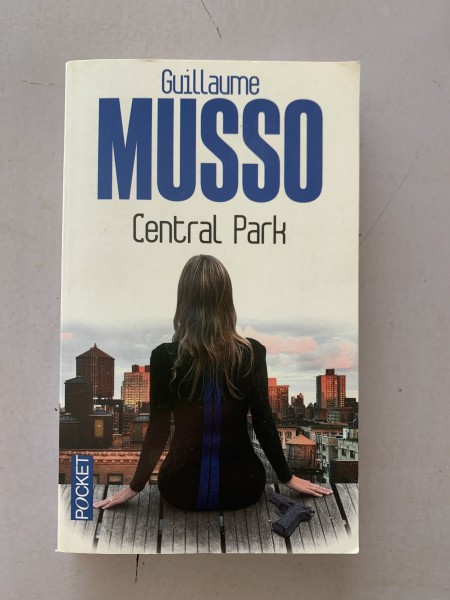 Guillaume
MUSSO
Central Park
POCKET